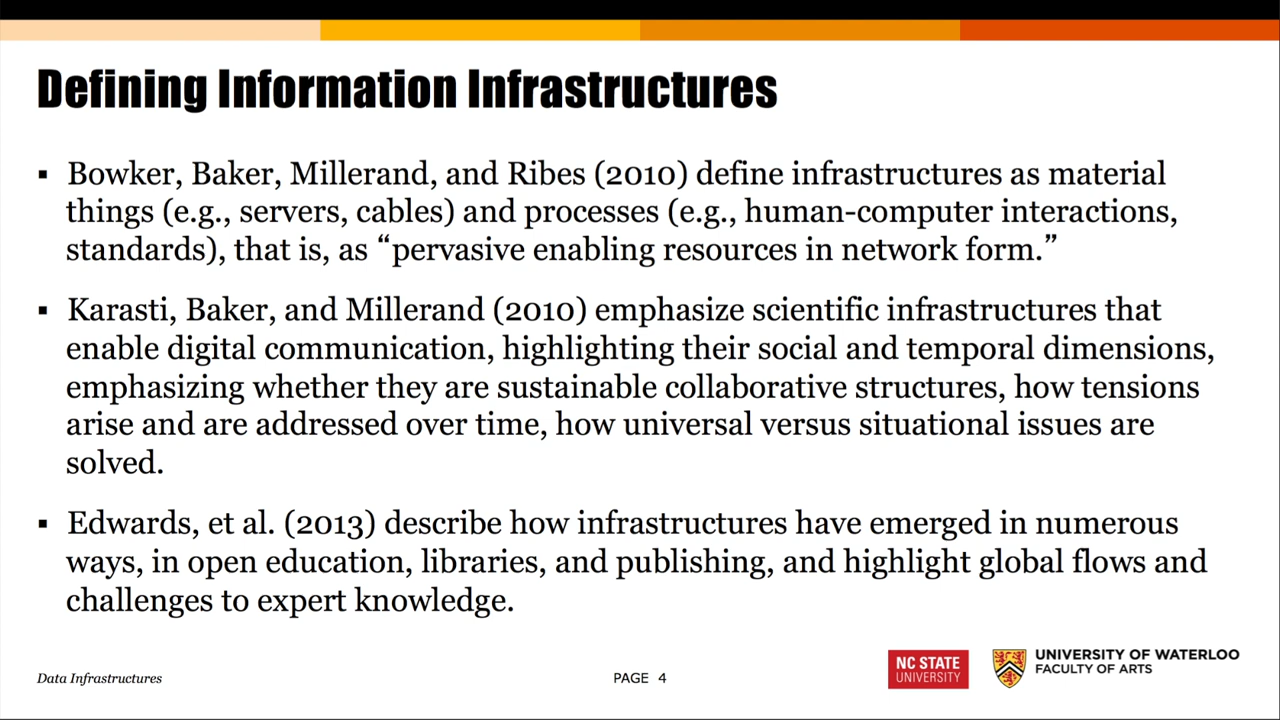 Defining Information Infrastructures
▪ Bowker, Baker, Millerand, and Ribes (2010) define infrastructures as material
things (e.g., servers, cables) and processes (e.g., human-computer interactions,
standards), that is, as “pervasive enabling resources in network form.”
▪ Karasti, Baker, and Millerand (2010) emphasize scientific infrastructures that
enable digital communication, highlighting their social and temporal dimensions,
emphasizing whether they are sustainable collaborative structures, how tensions
arise and are addressed over time, how universal versus situational issues are
solved.
▪ Edwards, et al. (2013) describe how infrastructures have emerged in numerous
ways, in open education, libraries, and publishing, and highlight global flows and
challenges to expert knowledge.
Data Infrastructures
PAGE 4
NC STATE
UNIVERSITY
UNIVERSITY OF WATERLOO
FACULTY OF ARTS